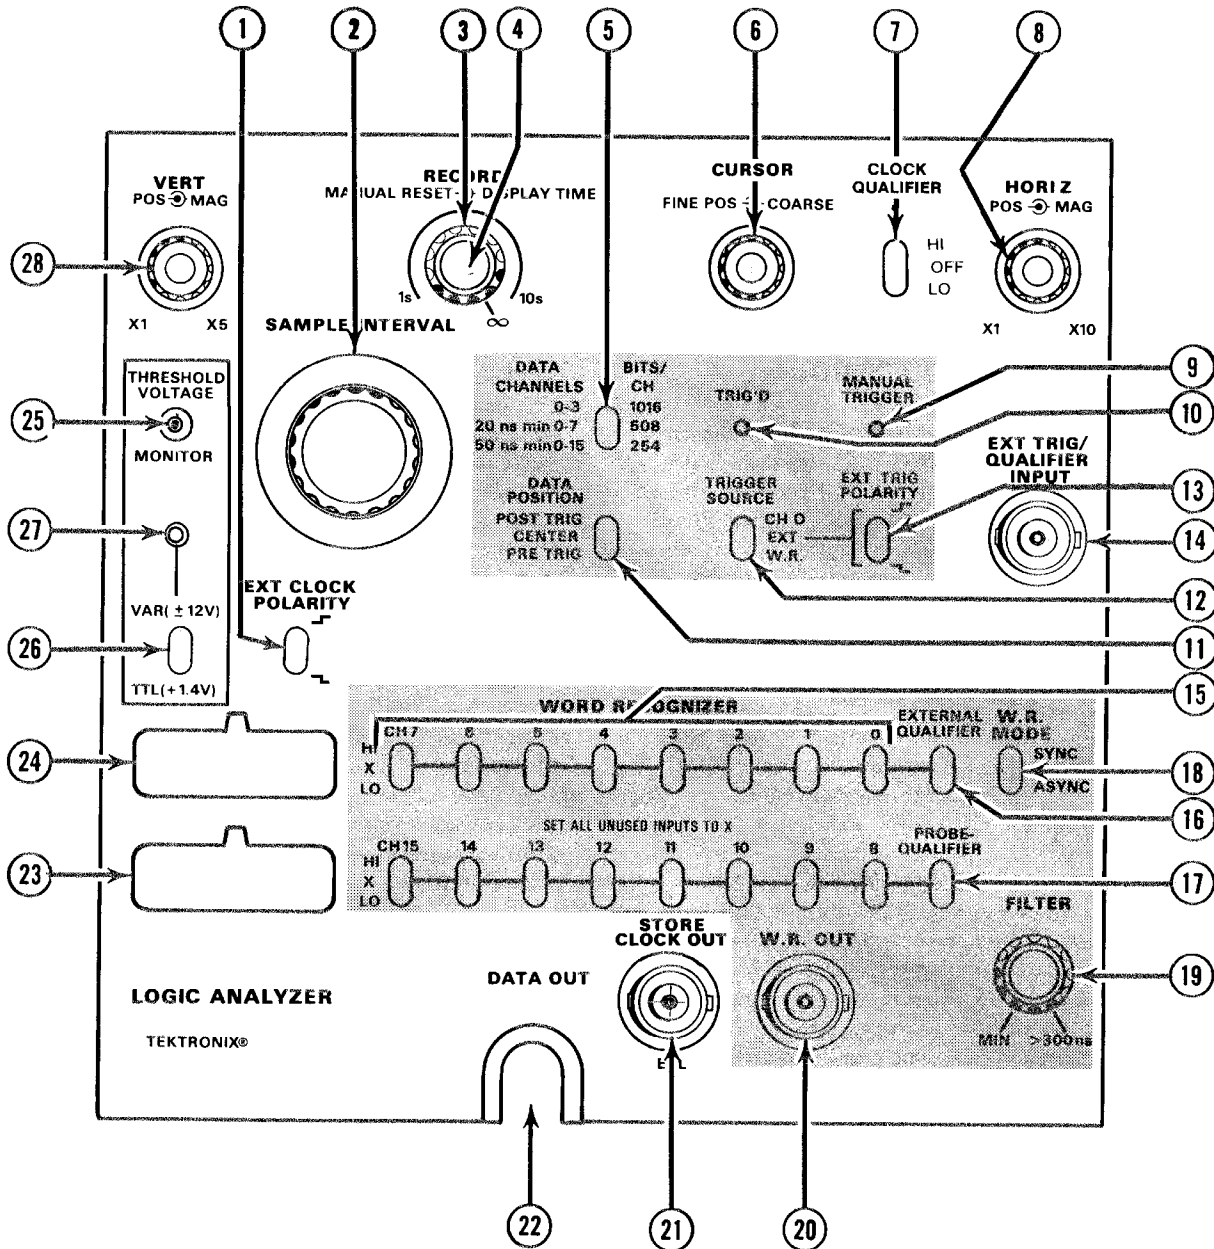 1 2 3 4 5 6 7 8
VERT
POS MAG
X1 X5
RECORD
MANUAL RESET DISPLAY TIME
1s 10s
∞
CURSOR
FINE POS COARSE
CLOCK
QUALIFIER
HI
OFF
LO
HORIZ
POS MAG
X1 X10
28
SAMPLE INTERVAL
THRESHOLD
VOLTAGE
MONITOR
25
27
VAR(±12V)
26
TTL(+1.4V)
EXT CLOCK
POLARITY
DATA
CHANNELS
0-3
20 ns min 0-7
50 ns min 0-15
BITS/
CH
1016
508
254
TRIG'D
MANUAL
TRIGGER
9
10
DATA
POSITION
POST TRIG
CENTER
PRE TRIG
TRIGGER
SOURCE
CH 0
EXT
W.R.
EXT TRIG
POLARITY
EXT TRIG/
QUALIFIER
INPUT
13
14
12
11
15
WORD RECOGNIZER
CH7 6 5 4 3 2 1 0
HI
X
LO
EXTERNAL
QUALIFIER
W.R.
MODE
SYNC
ASYNC
24
18
16
SET ALL UNUSED INPUTS TO X
CH15 14 13 12 11 10 9 8
HI
X
LO
PROBE-
QUALIFIER
23
17
STORE
CLOCK OUT
W.R. OUT
FILTER
MIN >300ns
19
DATA OUT
LOGIC ANALYZER
TEKTRONIX®
22 21 20